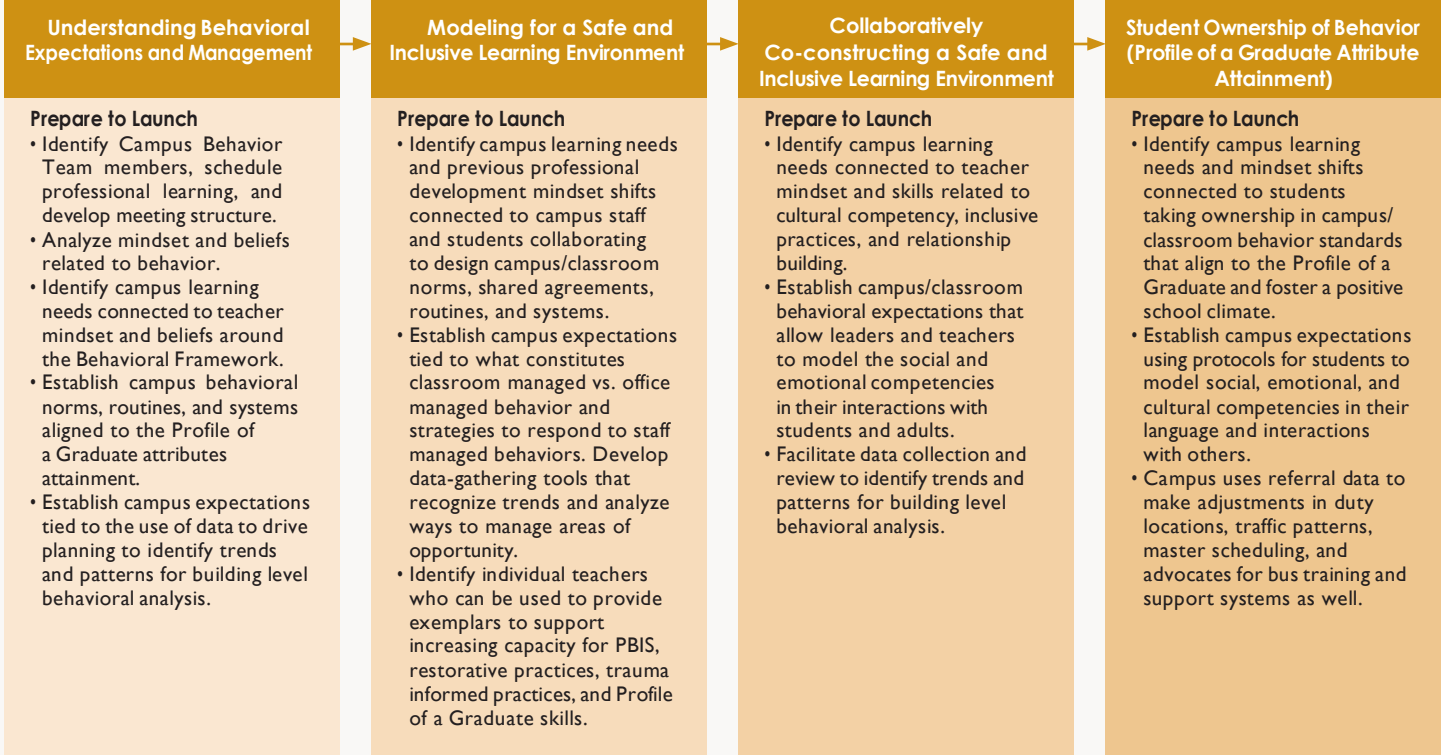 Understanding Behavioral
Expectations and Management
Prepare to Launch
• Identify Campus Behavior
Team members, schedule
professional learning, and
develop meeting structure.
• Analyze mindset and beliefs
related to behavior.
• Identify campus learning
needs connected to teacher
mindset and beliefs around
the Behavioral Framework.
• Establish campus behavioral
norms, routines, and systems
aligned to the Profile of
a Graduate attributes
attainment.
• Establish campus expectations
tied to the use of data to drive
planning to identify trends
and patterns for building level
behavioral analysis.
Modeling for a Safe and
Inclusive Learning Environment
Prepare to Launch
• Identify campus learning needs
and previous professional
development mindset shifts
connected to campus staff
and students collaborating
to design campus/classroom
norms, shared agreements,
routines, and systems.
• Establish campus expectations
tied to what constitutes
classroom managed vs. office
managed behavior and
strategies to respond to staff
managed behaviors. Develop
data-gathering tools that
recognize trends and analyze
ways to manage areas of
opportunity.
• Identify individual teachers
who can be used to provide
exemplars to support
increasing capacity for PBIS,
restorative practices, trauma
informed practices, and Profile
of a Graduate skills.
Collaboratively
Co-constructing a Safe and
Inclusive Learning Environment
Prepare to Launch
• Identify campus learning
needs connected to teacher
mindset and skills related to
cultural competency, inclusive
practices, and relationship
building.
• Establish campus/classroom
behavioral expectations that
allow leaders and teachers
to model the social and
emotional competencies
in their interactions with
students and adults.
• Facilitate data collection and
review to identify trends and
patterns for building level
behavioral analysis.
Student Ownership of Behavior
(Profile of a Graduate Attribute
Attainment)
Prepare to Launch
• Identify campus learning
needs and mindset shifts
connected to students
taking ownership in campus/
classroom behavior standards
that align to the Profile of a
Graduate and foster a positive
school climate.
• Establish campus expectations
using protocols for students to
model social, emotional, and
cultural competencies in their
language and interactions
with others.
• Campus uses referral data to
make adjustments in duty
locations, traffic patterns,
master scheduling, and
advocates for bus training and
support systems as well.